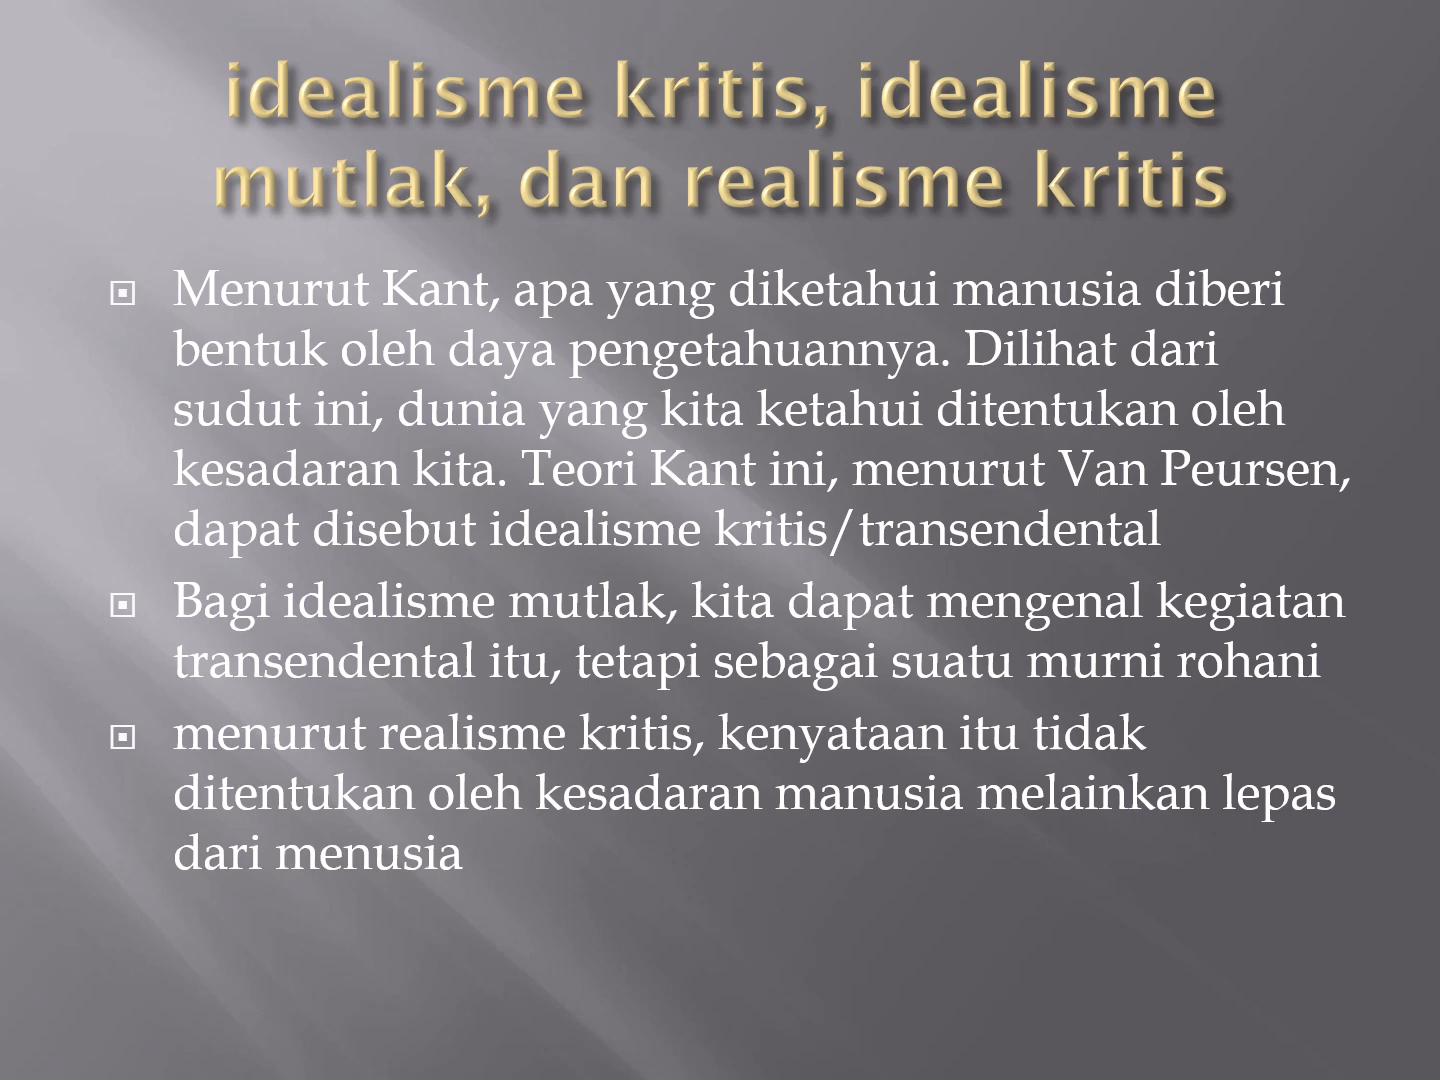 idealisme kritis, idealisme
mutlak, dan realisme kritis
Menurut Kant, apa yang diketahui manusia diberi
bentuk oleh daya pengetahuannya. Dilihat dari
sudut ini, dunia yang kita ketahui ditentukan oleh
kesadaran kita. Teori Kant ini, menurut Van Peursen,
dapat disebut idealisme kritis/transendental
Bagi idealisme mutlak, kita dapat mengenal kegiatan
transendental itu, tetapi sebagai suatu murni rohani
menurut realisme kritis, kenyataan itu tidak
ditentukan oleh kesadaran manusia melainkan lepas
dari menusia